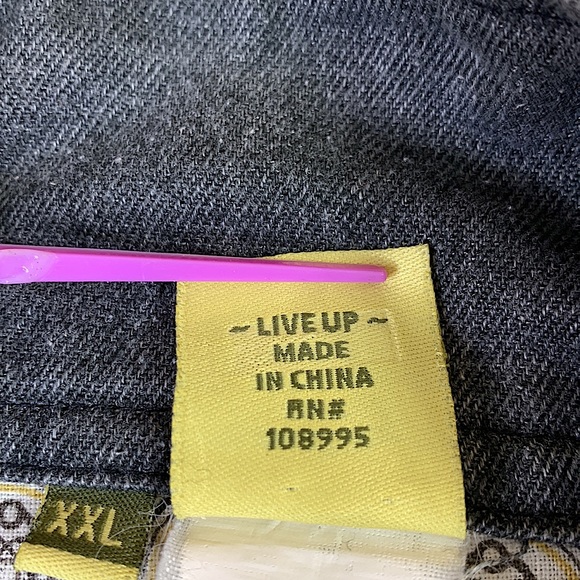 ~ LIVE UP ~
MADE
IN CHINA
RN#
108995
XXL